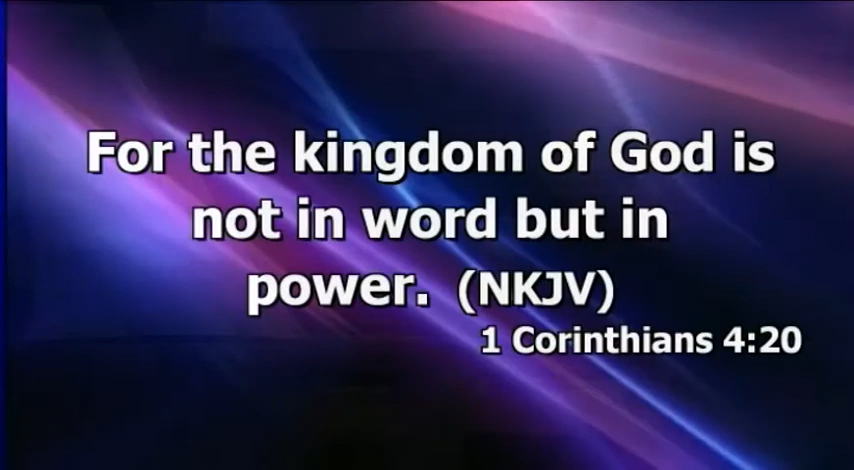 For the kingdom of God is
not in word but in
power. (NKJV)
1 Corinthians 4:20